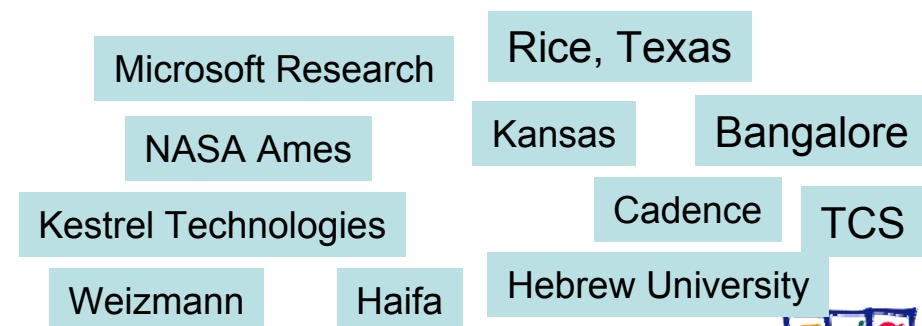 Microsoft Research
Rice, Texas
NASA Ames
Kansas
Bangalore
Kestrel Technologies
Cadence
TCS
Weizmann
Haifa
Hebrew University